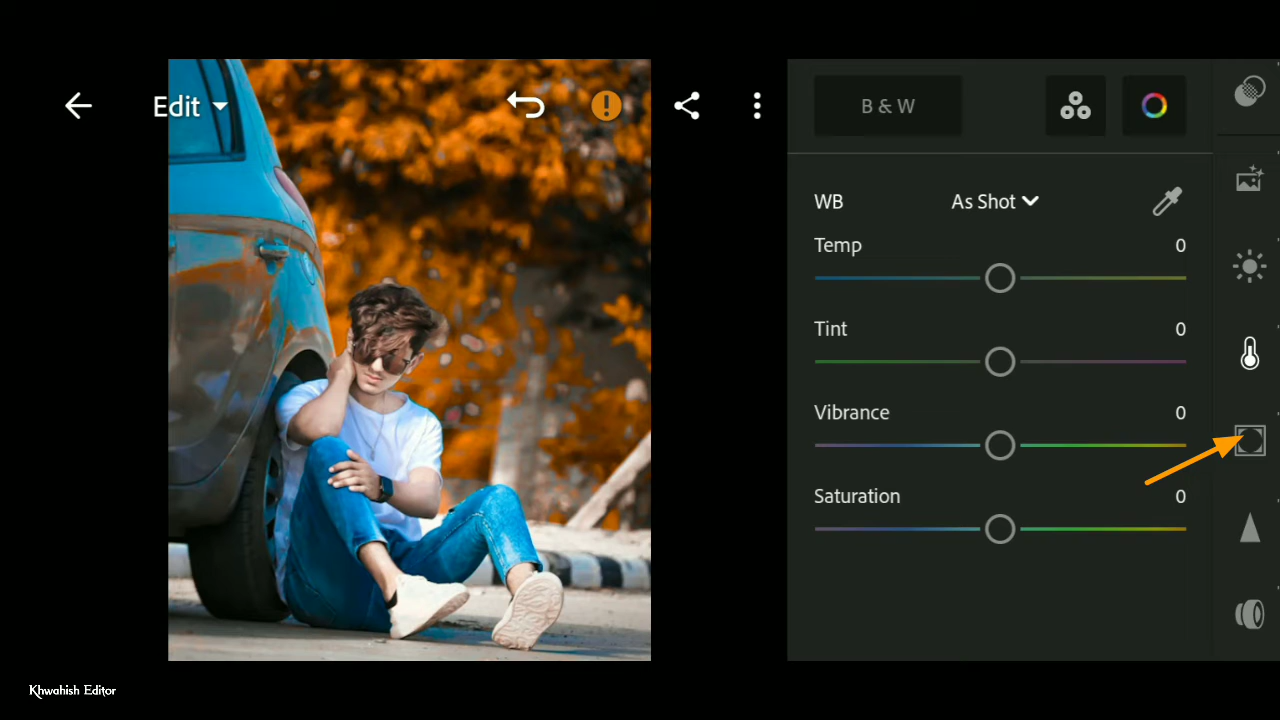 Edit
B & W
WB As Shot
Temp 0
Tint 0
Vibrance 0
Saturation 0
Khwahish Editor